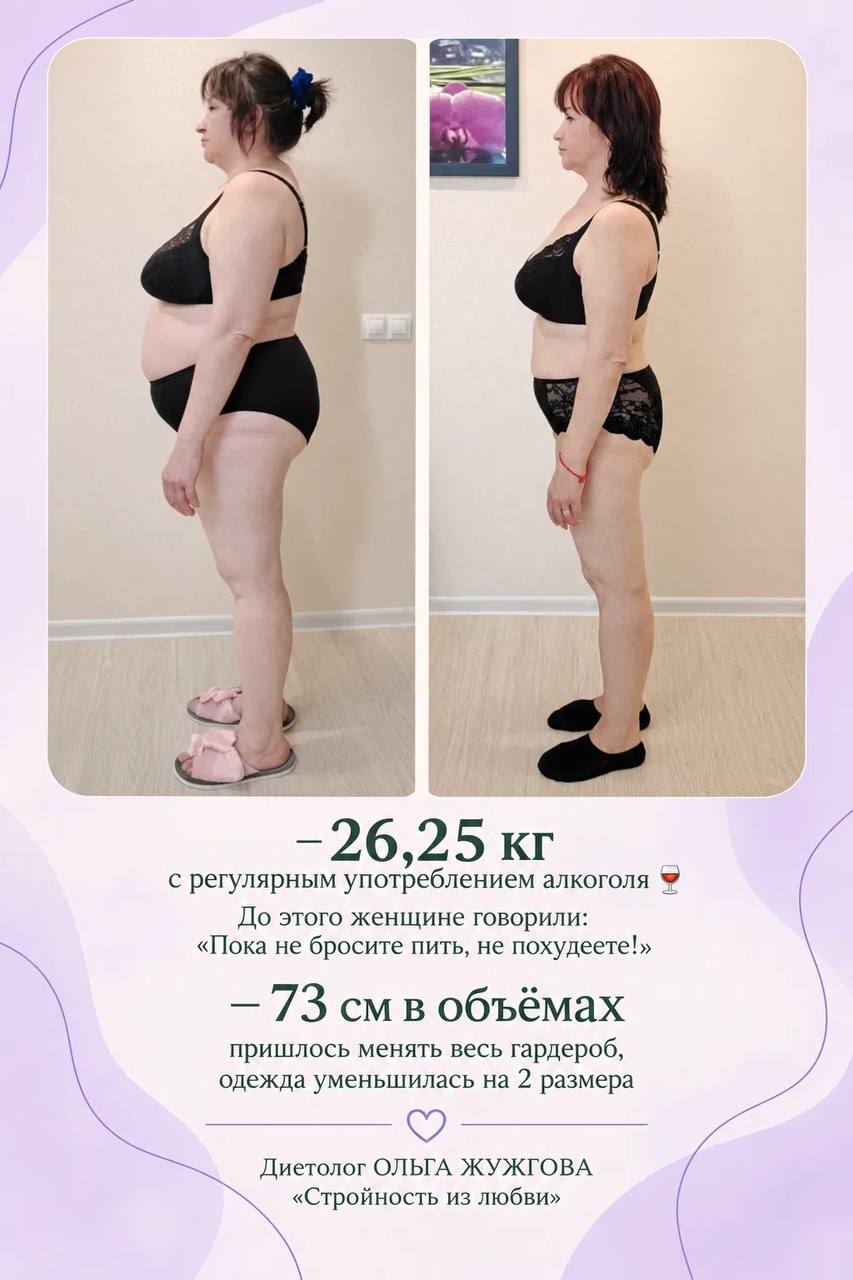 –26,25 кг
с регулярным употреблением алкоголя 🍷
До этого женщине говорили:
«Пока не бросите пить, не похудеете!»
– 73 см в объёмах
пришлось менять весь гардероб,
одежда уменьшилась на 2 размера
Диетолог ОЛЬГА ЖУЖГОВА
«Стройность из любви»